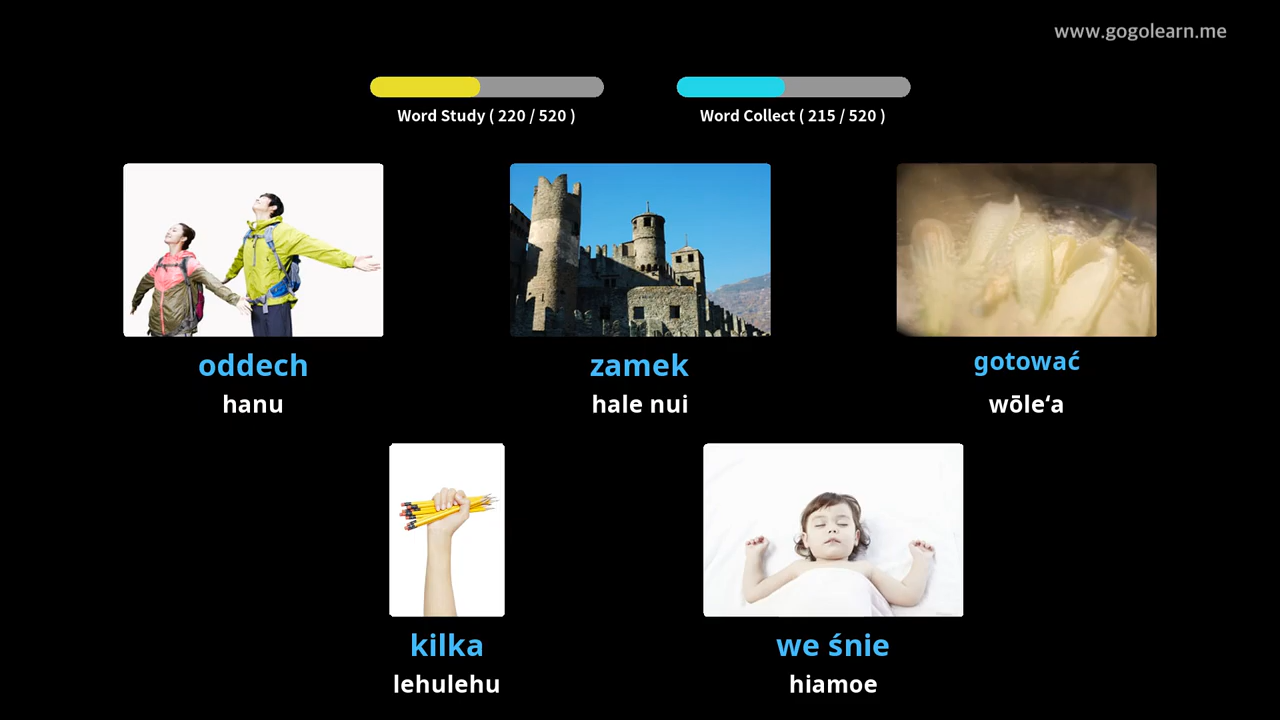 www.gogolearn.me
Word Study ( 220 / 520 )
Word Collect ( 215 / 520 )
oddech
hanu
zamek
hale nui
gotować
wōleʻa
kilka
lehulehu
we śnie
hiamoe